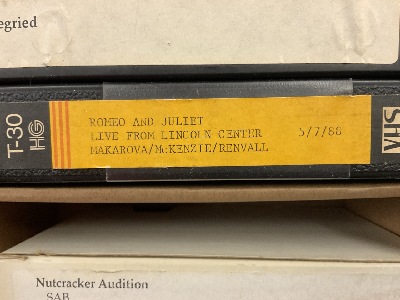 egried
T-30
HG
ROMEO AND JULIET
LIVE FROM LINCOLN CENTER 5/7/88
MAKAROVA/McKENZIE/RENVALL
VHS
Nutcracker Audition
SAB